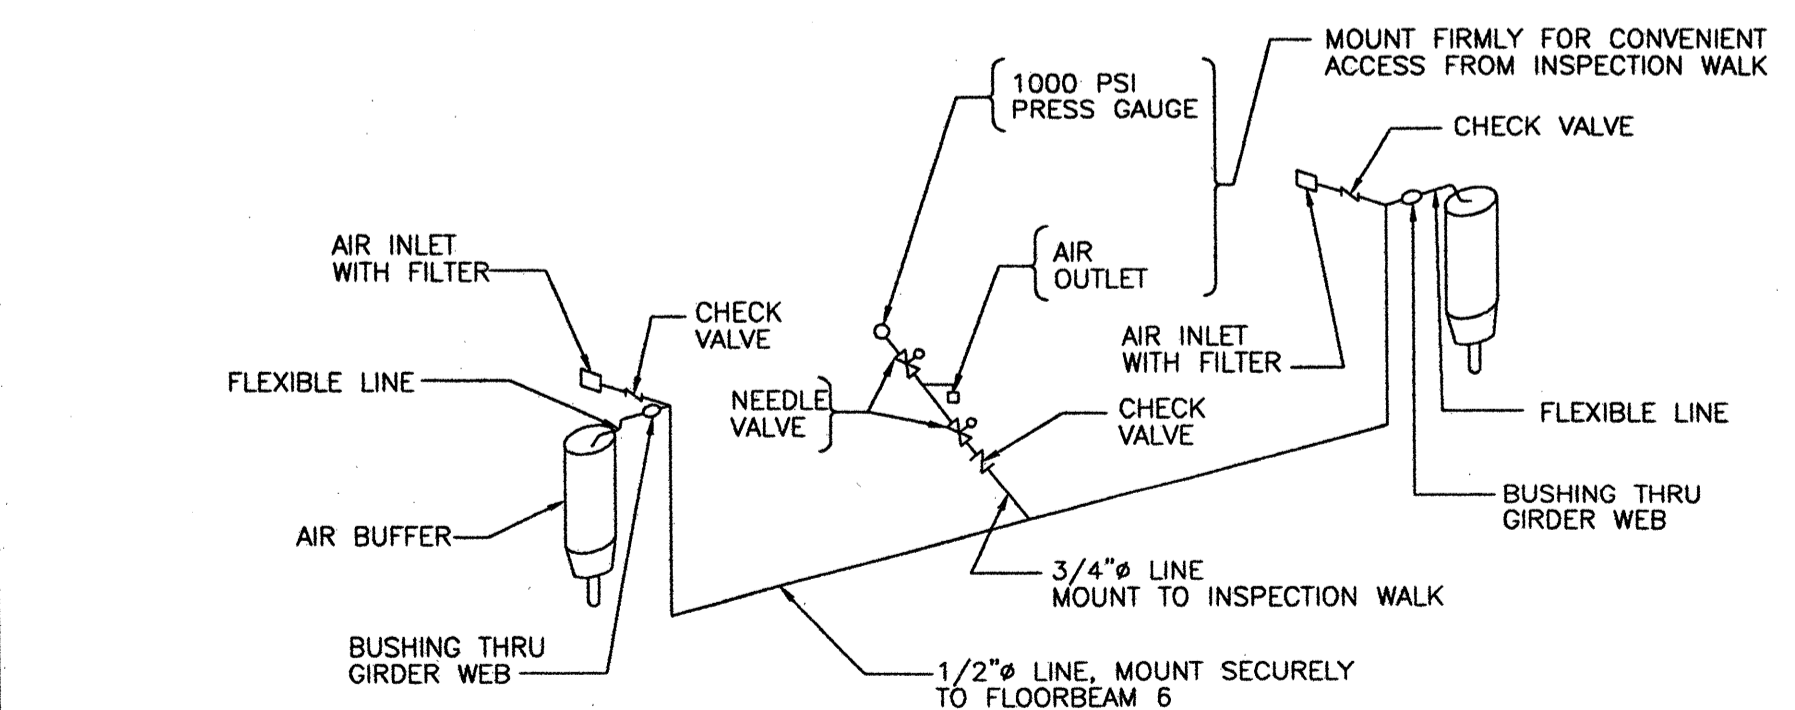 MOUNT FIRMLY FOR CONVENIENT
ACCESS FROM INSPECTION WALK
1000 PSI
PRESS GAUGE
CHECK VALVE
AIR INLET
WITH FILTER
AIR
OUTLET
CHECK
VALVE
AIR INLET
WITH FILTER
FLEXIBLE LINE
NEEDLE
VALVE
CHECK
VALVE
FLEXIBLE LINE
AIR BUFFER
BUSHING THRU
GIRDER WEB
3/4"ø LINE
MOUNT TO INSPECTION WALK
BUSHING THRU
GIRDER WEB
1/2"ø LINE, MOUNT SECURELY
TO FLOORBEAM 6